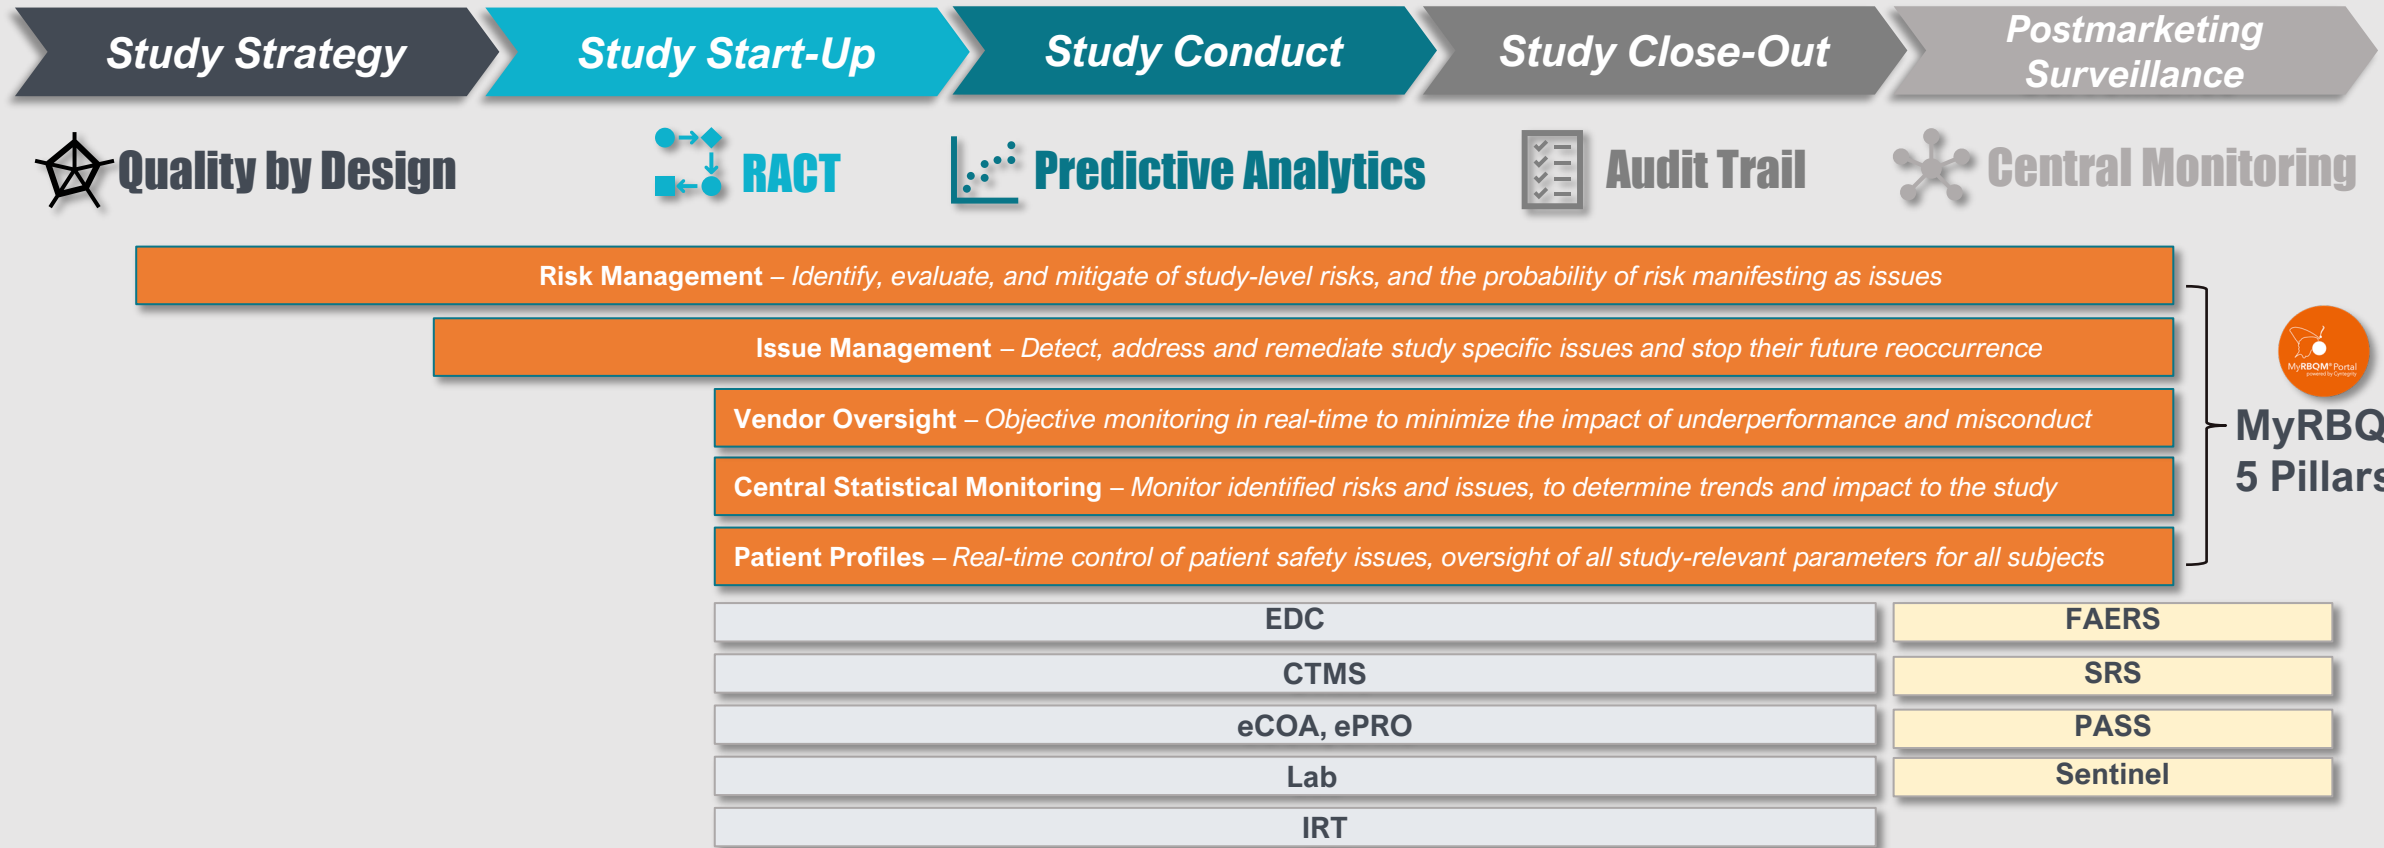 Study Strategy
Study Start-Up
Study Conduct
Study Close-Out
Postmarketing
Surveillance
Quality by Design
RACT
Predictive Analytics
Audit Trail
Central Monitoring
Risk Management – Identify, evaluate, and mitigate of study-level risks, and the probability of risk manifesting as issues
Issue Management – Detect, address and remediate study specific issues and stop their future reoccurrence
Vendor Oversight – Objective monitoring in real-time to minimize the impact of underperformance and misconduct
Central Statistical Monitoring – Monitor identified risks and issues, to determine trends and impact to the study
Patient Profiles – Real-time control of patient safety issues, oversight of all study-relevant parameters for all subjects
MyRBQM® Portal
powered by Cyntegrity
MyRBQ
5 Pillars
EDC
FAERS
CTMS
SRS
eCOA, ePRO
PASS
Lab
Sentinel
IRT